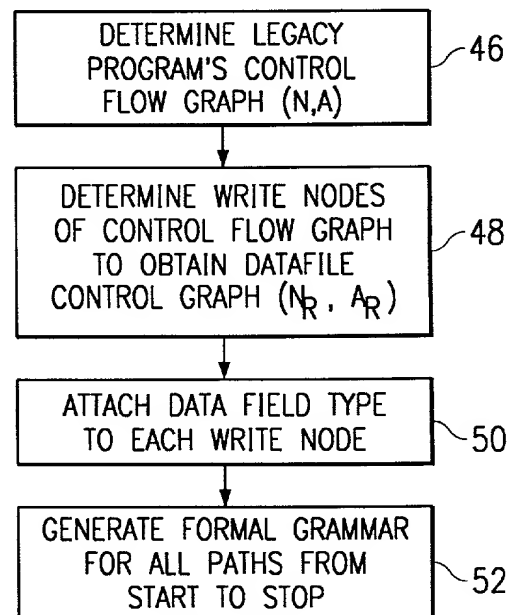 DETERMINE LEGACY
PROGRAM'S CONTROL
FLOW GRAPH (N,A)
46
DETERMINE WRITE NODES
OF CONTROL FLOW GRAPH
TO OBTAIN DATAFILE
CONTROL GRAPH (NR, AR)
48
ATTACH DATA FIELD TYPE
TO EACH WRITE NODE
50
GENERATE FORMAL GRAMMAR
FOR ALL PATHS FROM
START TO STOP
52